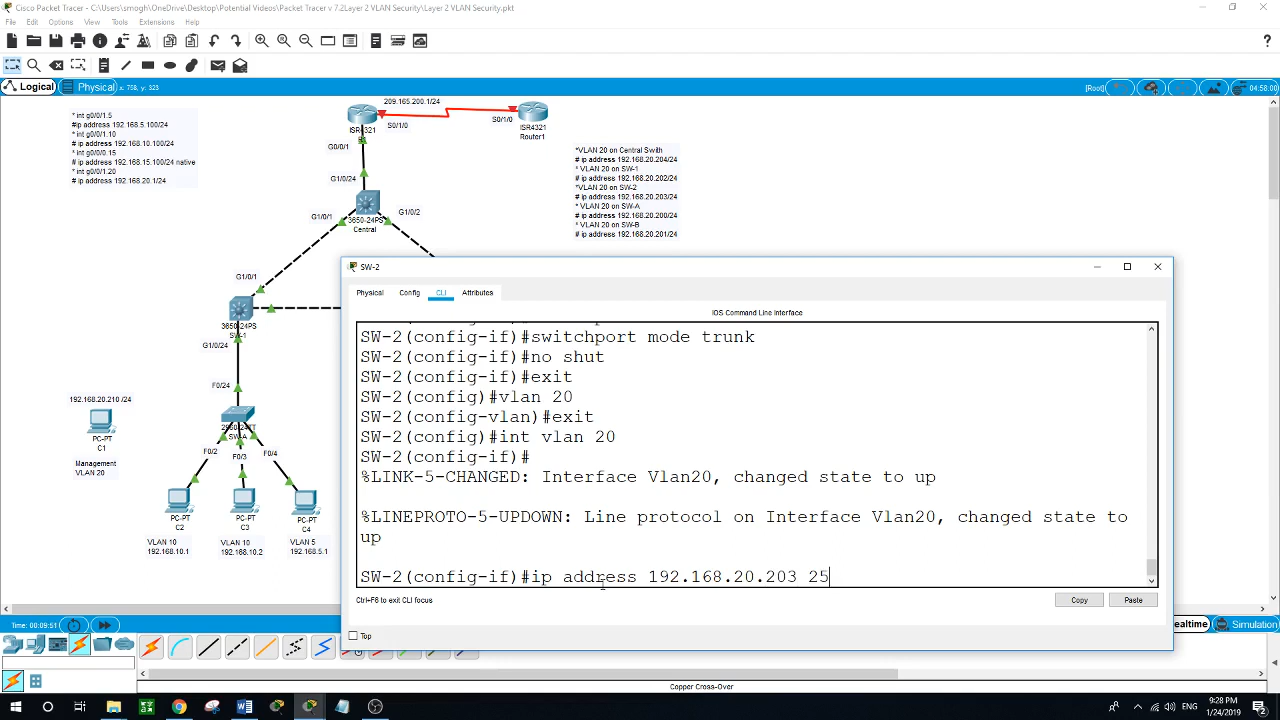 Cisco Packet Tracer - C:\Users\smogh\OneDrive\Desktop\Potential Videos\Packet Tracer v 7.2Layer 2 VLAN Security\Layer 2 VLAN Security.pkt
File Edit Options View Tools Extensions Help
Logical Physical x: 758, y: 323 [Root] 04:58:00
* int g0/0/1.5
#ip address 192.168.5.100/24
* int g0/0/1.10
# ip address 192.168.10.100/24
* int g0/0/0.15
# ip address 192.168.15.100/24 native
* int g0/0/1.20
# ip address 192.168.20.1/24
209.165.200.1/24
ISR4321
S0/1/0
S0/1/0
ISR4321
Router1
G0/0/1
G1/0/24
3650-24PS
Central
G1/0/1
G1/0/2
*VLAN 20 on Central Swith
# ip address 192.168.20.204/24
* VLAN 20 on SW-1
# ip address 192.168.20.202/24
*VLAN 20 on SW-2
# ip address 192.168.20.203/24
* VLAN 20 on SW-A
# ip address 192.168.20.200/24
* VLAN 20 on SW-B
# ip address 192.168.20.201/24
G1/0/1
3650-24PS
SW-1
G1/0/24
F0/24
192.168.20.210 /24
PC-PT
C1
Management
VLAN 20
2960-24TT
SW-A
F0/2
F0/3
F0/4
PC-PT
C2
PC-PT
C3
PC-PT
C4
VLAN 10
192.168.10.1
VLAN 10
192.168.10.2
VLAN 5
192.168.5.1
SW-2
Physical Config CLI Attributes
IOS Command Line Interface
SW-2(config-if)#switchport mode trunk
SW-2(config-if)#no shut
SW-2(config-if)#exit
SW-2(config)#vlan 20
SW-2(config-vlan)#exit
SW-2(config)#int vlan 20
SW-2(config)#
%LINK-5-CHANGED: Interface Vlan20, changed state to up
%LINEPROTO-5-UPDOWN: Line protocol on Interface Vlan20, changed state to
up
SW-2(config-if)#ip address 192.168.20.203 25
Ctrl+F6 to exit CLI focus
Copy Paste
Top
Time: 00:09:51
Realtime Simulation
Copper Cross-Over
ENG
9:28 PM
1/24/2019